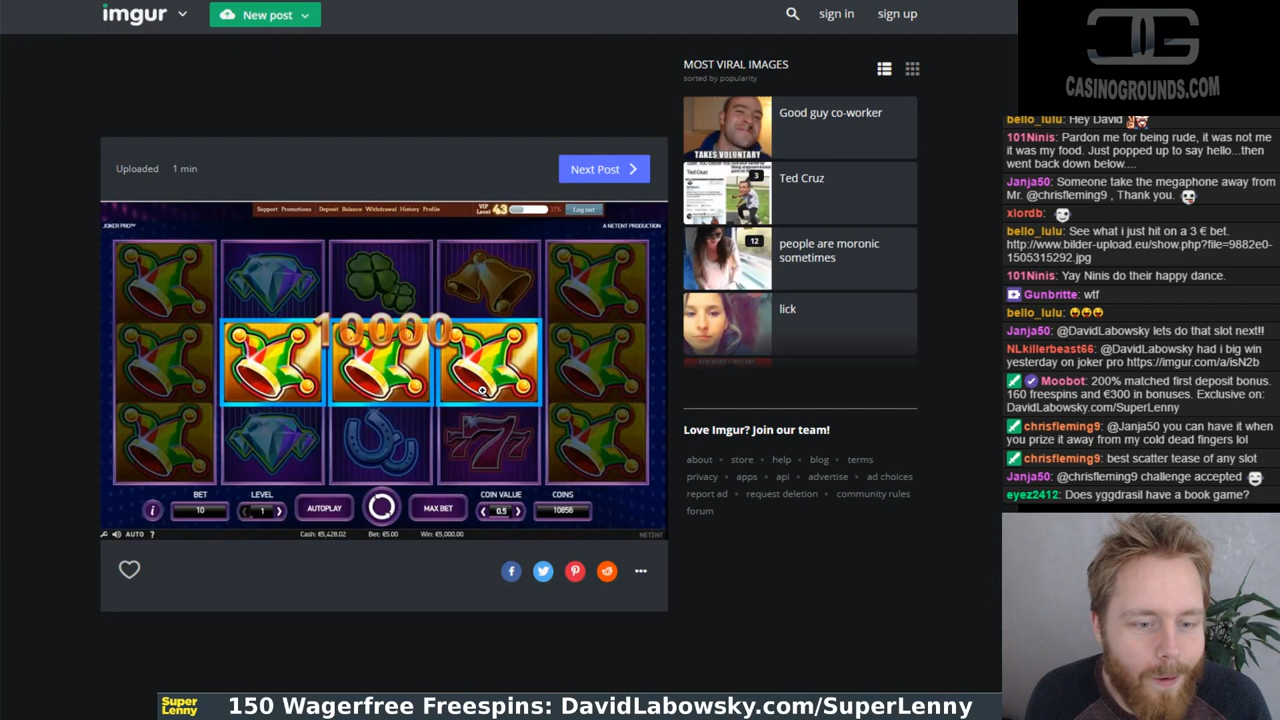 imgur
New post
sign in
sign up
MOST VIRAL IMAGES
sorted by popularity
Good guy co-worker
TAKES VOLUNTARY
Ted Cruz
3
people are moronic
sometimes
12
lick
Uploaded 1 min
Next Post
Support Promotions Deposit Balance Withdrawal History Profile
VIP
Level 43
Log out
JOKER PRO™
A NETENT PRODUCTION
10000
BET
10
LEVEL
1
AUTOPLAY
MAX BET
COIN VALUE
0.5
COINS
10856
AUTO ?
Cash: €5,428.02 Bet: €5.00 Win: €5,000.00
NETENT
Love Imgur? Join our team!
about store help blog terms
privacy apps api advertise ad choices
report ad request deletion community rules
forum
CASINOGROUNDS.COM
bello_lulu: Hey David
101Ninis: Pardon me for being rude, it was not me
it was my food. Just popped up to say hello...then
went back down below....
Janja50: Someone take the megaphone away from
Mr. @chrisfleming9 , Thank you.
xlordb:
bello_lulu: See what i just hit on a 3 € bet.
http://www.bilder-upload.eu/show.php?file=9882e0-
1505315292.jpg
101Ninis: Yay Ninis do their happy dance.
Gunbritte: wtf
bello_lulu:
Janja50: @DavidLabowsky lets do that slot next!!
NLkillerbeast66: @DavidLabowsky had i big win
yesterday on joker pro https://imgur.com/a/isN2b
Moobot: 200% matched first deposit bonus.
160 freespins and €300 in bonuses. Exclusive on:
DavidLabowsky.com/SuperLenny
chrisfleming9: @Janja50 you can have it when
you prize it away from my cold dead fingers lol
chrisfleming9: best scatter tease of any slot
Janja50: @chrisfleming9 challenge accepted
eyez2412: Does yggdrasil have a book game?
Super
Lenny
150 Wagerfree Freespins: DavidLabowsky.com/SuperLenny